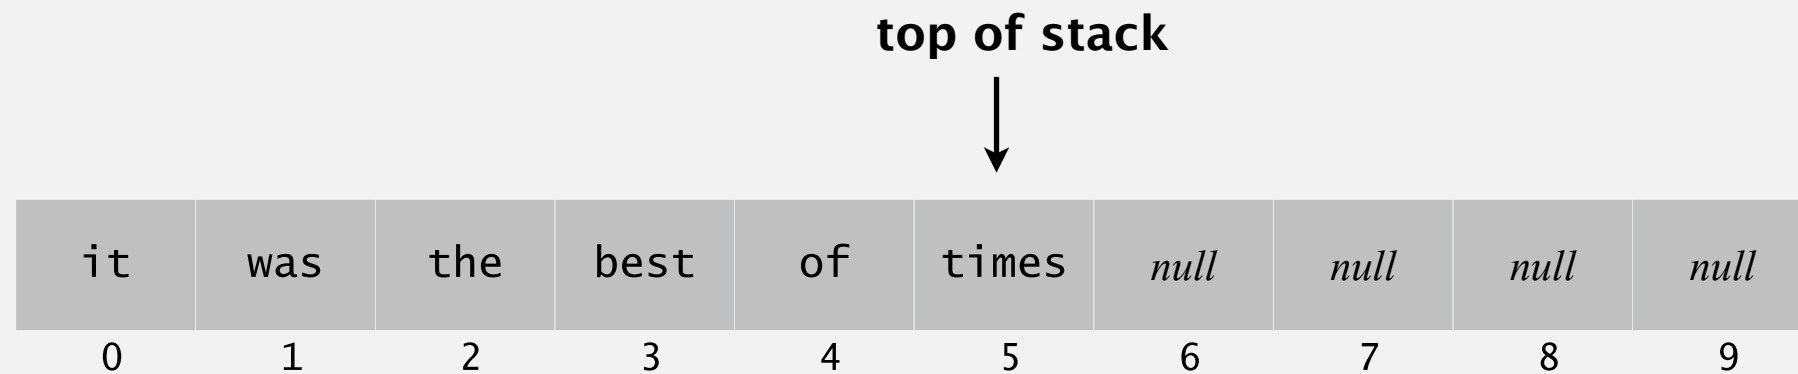 top of stack
it was the best of times null null null null
0 1 2 3 4 5 6 7 8 9